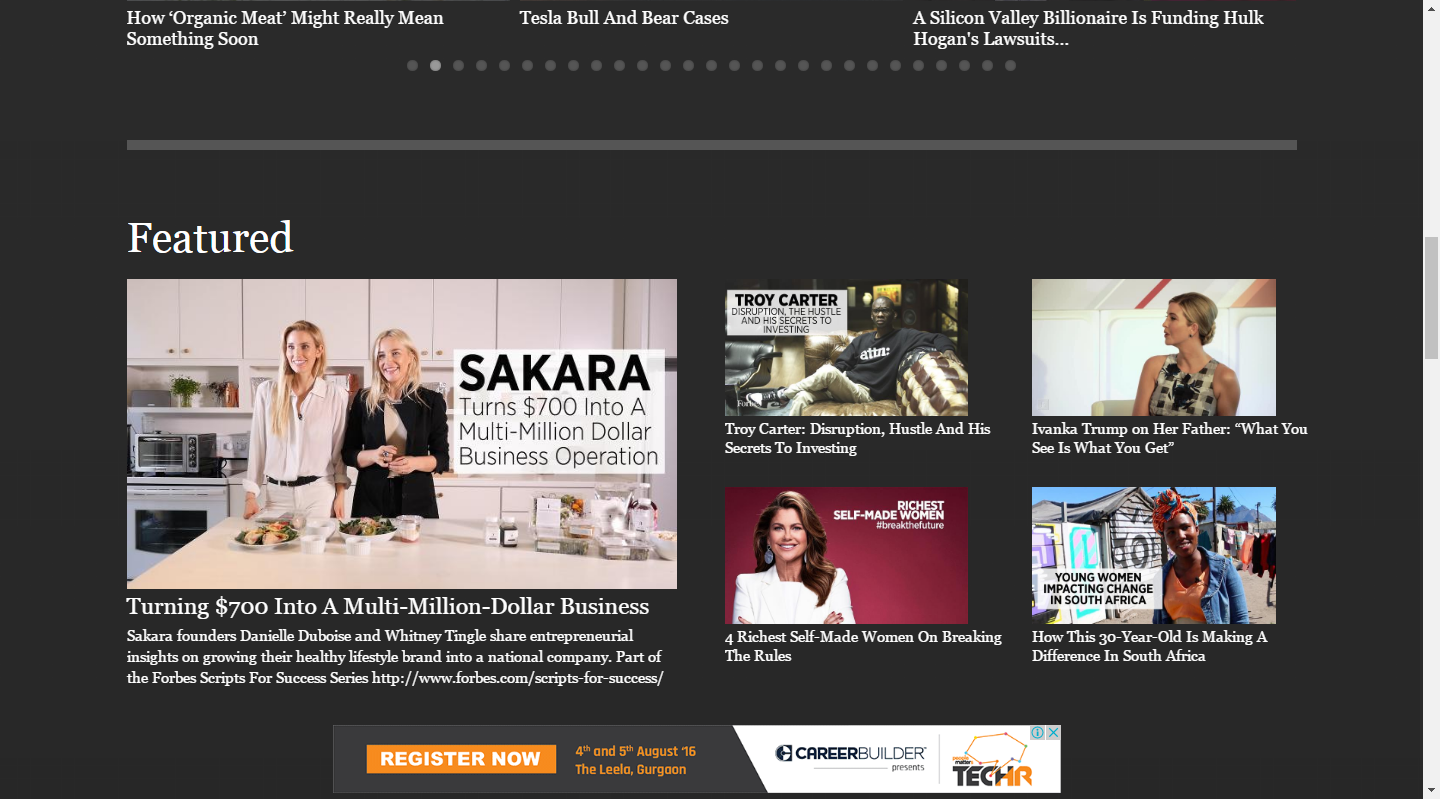 How ‘Organic Meat’ Might Really Mean
Something Soon
Tesla Bull And Bear Cases
A Silicon Valley Billionaire Is Funding Hulk
Hogan's Lawsuits...
Featured
SAKARA
Turns $700 Into A
Multi-Million Dollar
Business Operation
Turning $700 Into A Multi-Million-Dollar Business
Sakara founders Danielle Duboise and Whitney Tingle share entrepreneurial
insights on growing their healthy lifestyle brand into a national company. Part of
the Forbes Scripts For Success Series http://www.forbes.com/scripts-for-success/
TROY CARTER
DISRUPTION, THE HUSTLE
AND HIS SECRETS TO
INVESTING
attn:
Forbes
Troy Carter: Disruption, Hustle And His
Secrets To Investing
Ivanka Trump on Her Father: “What You
See Is What You Get”
RICHEST
SELF-MADE WOMEN
#breakthefuture
4 Richest Self-Made Women On Breaking
The Rules
YOUNG WOMEN
IMPACTING CHANGE
IN SOUTH AFRICA
How This 30-Year-Old Is Making A
Difference In South Africa
REGISTER NOW
4th and 5th August '16
The Leela, Gurgaon
CAREERBUILDER
presents
people
matters
TECHR